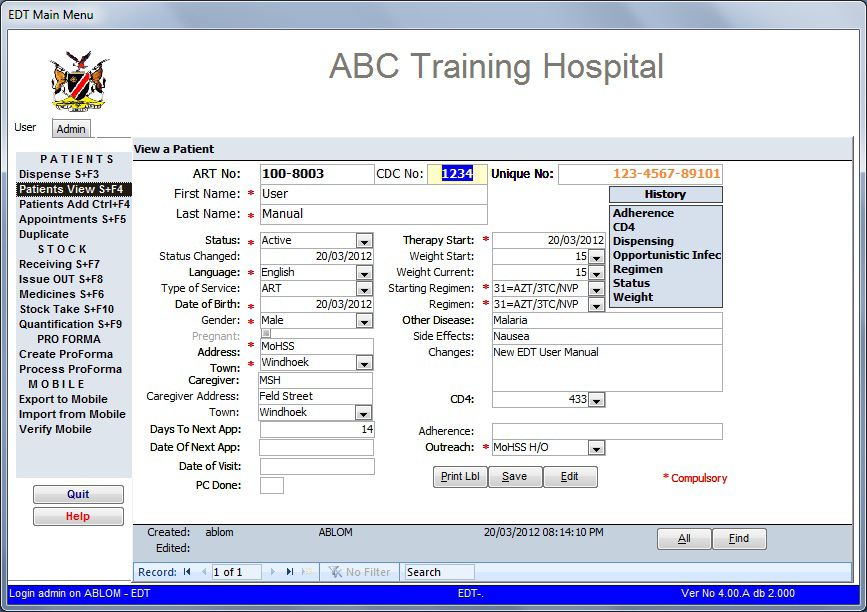 EDT Main Menu
ABC Training Hospital
User Admin
PATIENTS
Dispense S+F3
Patients View S+F4
Patients Add Ctrl+F4
Appointments S+F5
Duplicate
STOCK
Receiving S+F7
Issue OUT S+F8
Medicines S+F6
Stock Take S+F10
Quantification S+F9
PRO FORMA
Create ProForma
Process ProForma
MOBILE
Export to Mobile
Import from Mobile
Verify Mobile
Quit
Help
View a Patient
ART No: 100-8003 CDC No: 1234 Unique No: 123-4567-89101
First Name: * User
Last Name: * Manual
History
Adherence
CD4
Dispensing
Opportunistic Infec
Regimen
Status
Weight
Status: * Active
Status Changed: 20/03/2012
Language: * English
Type of Service: ART
Date of Birth: * 20/03/2012
Gender: * Male
Pregnant:
Address: * MoHSS
Town: * Windhoek
Caregiver: MSH
Caregiver Address: Feld Street
Town: Windhoek
Days To Next App: 14
Date Of Next App:
Date of Visit:
PC Done:
Therapy Start: * 20/03/2012
Weight Start: 15
Weight Current: 15
Starting Regimen: * 31=AZT/3TC/NVP
Regimen: * 31=AZT/3TC/NVP
Other Disease: Malaria
Side Effects: Nausea
Changes: New EDT User Manual
CD4: 433
Adherence:
Outreach: * MoHSS H/O
Print Lbl Save Edit
* Compulsory
Created: ablom ABLOM 20/03/2012 08:14:10 PM
Edited:
All Find
Record: 1 of 1 No Filter Search
Login admin on ABLOM - EDT EDT-. Ver No 4.00.A db 2.000